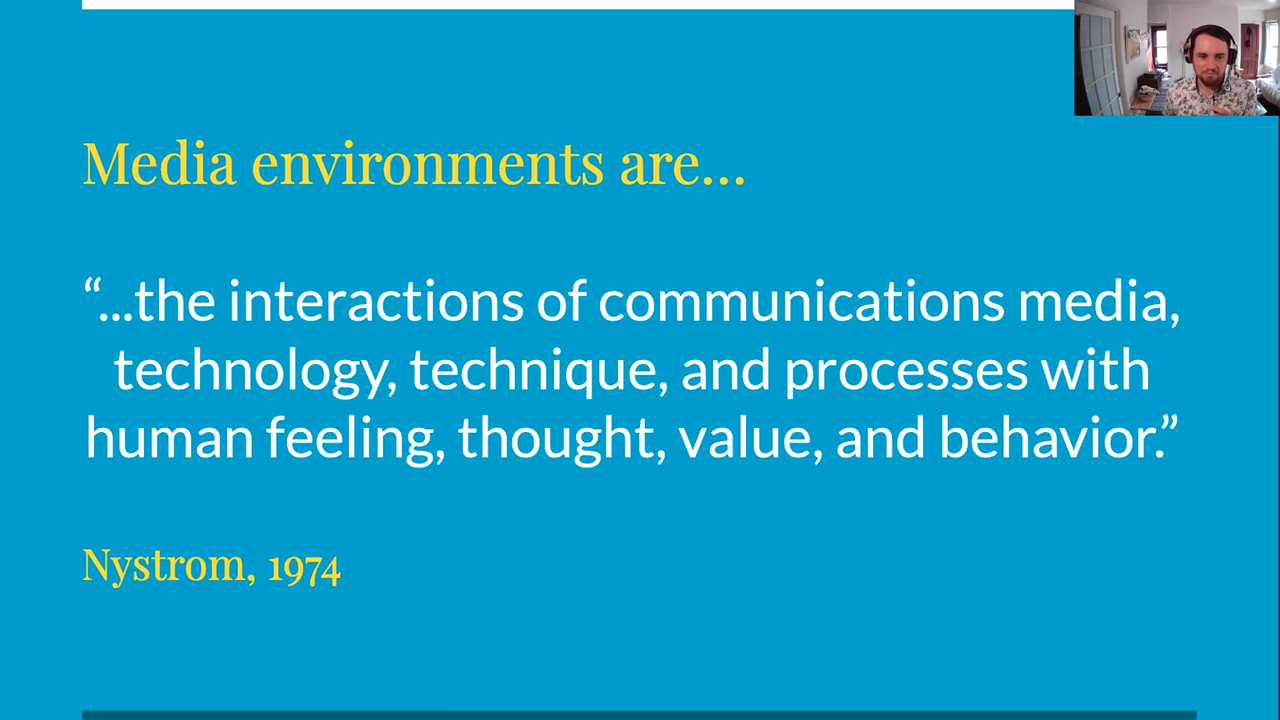 Media environments are...
“...the interactions of communications media,
technology, technique, and processes with
human feeling, thought, value, and behavior.”
Nystrom, 1974